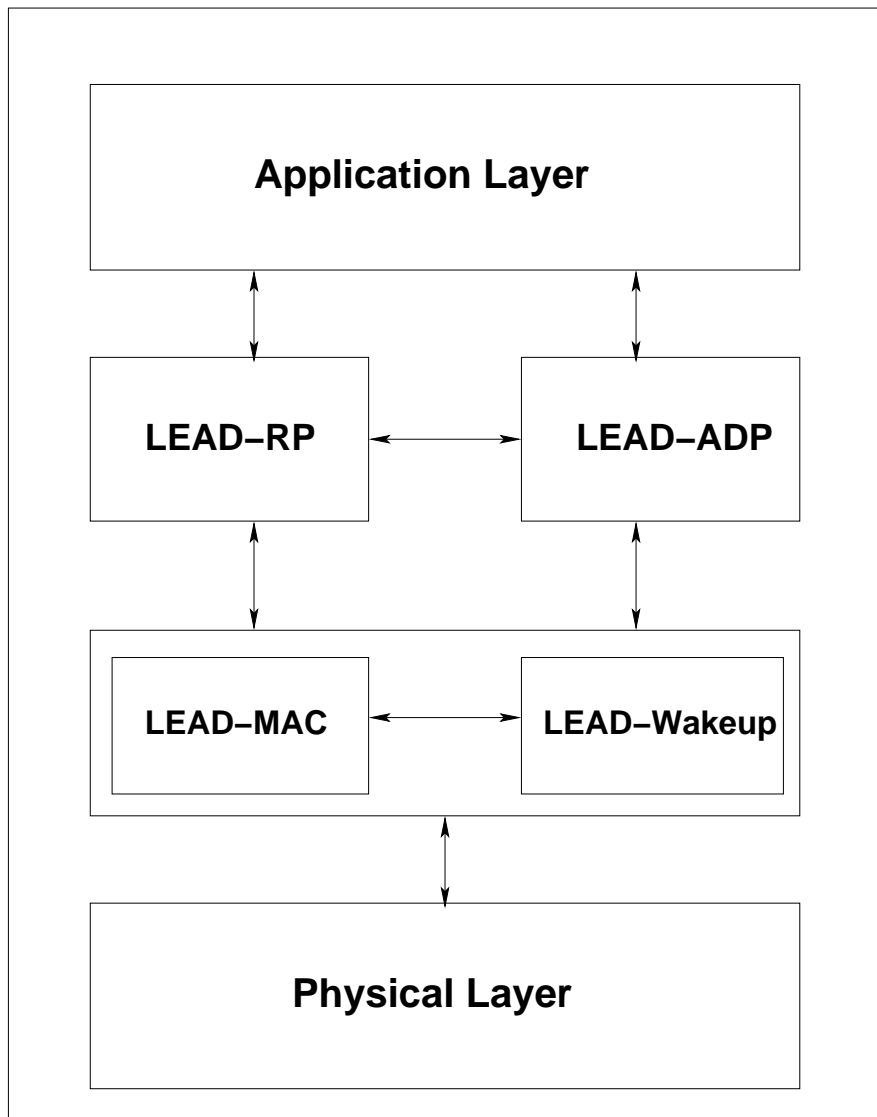 Application Layer
LEAD–RP
LEAD–ADP
LEAD–MAC
LEAD–Wakeup
Physical Layer